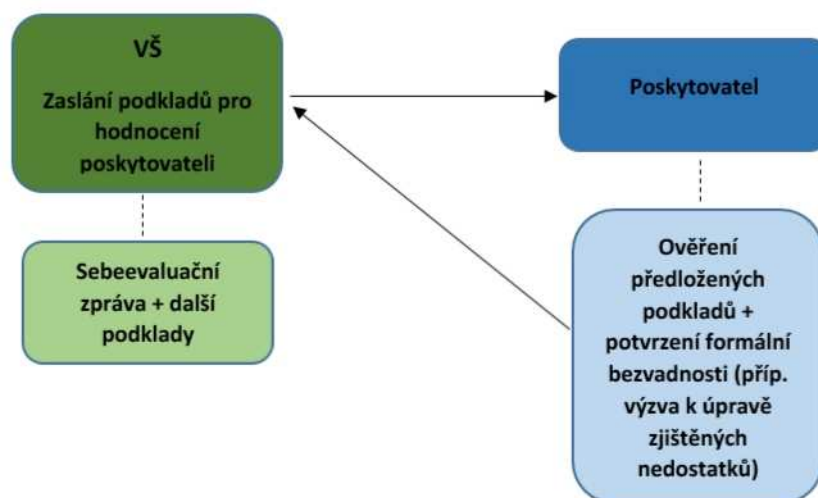 VŠ
Zaslání podkladů pro
hodnocení
poskytovateli
Poskytovatel
Sebeevaluační
zpráva + další
podklady
Ověření
předložených
podkladů +
potvrzení formální
bezvadnosti (příp.
výzva k úpravě
zjištěných
nedostatků)